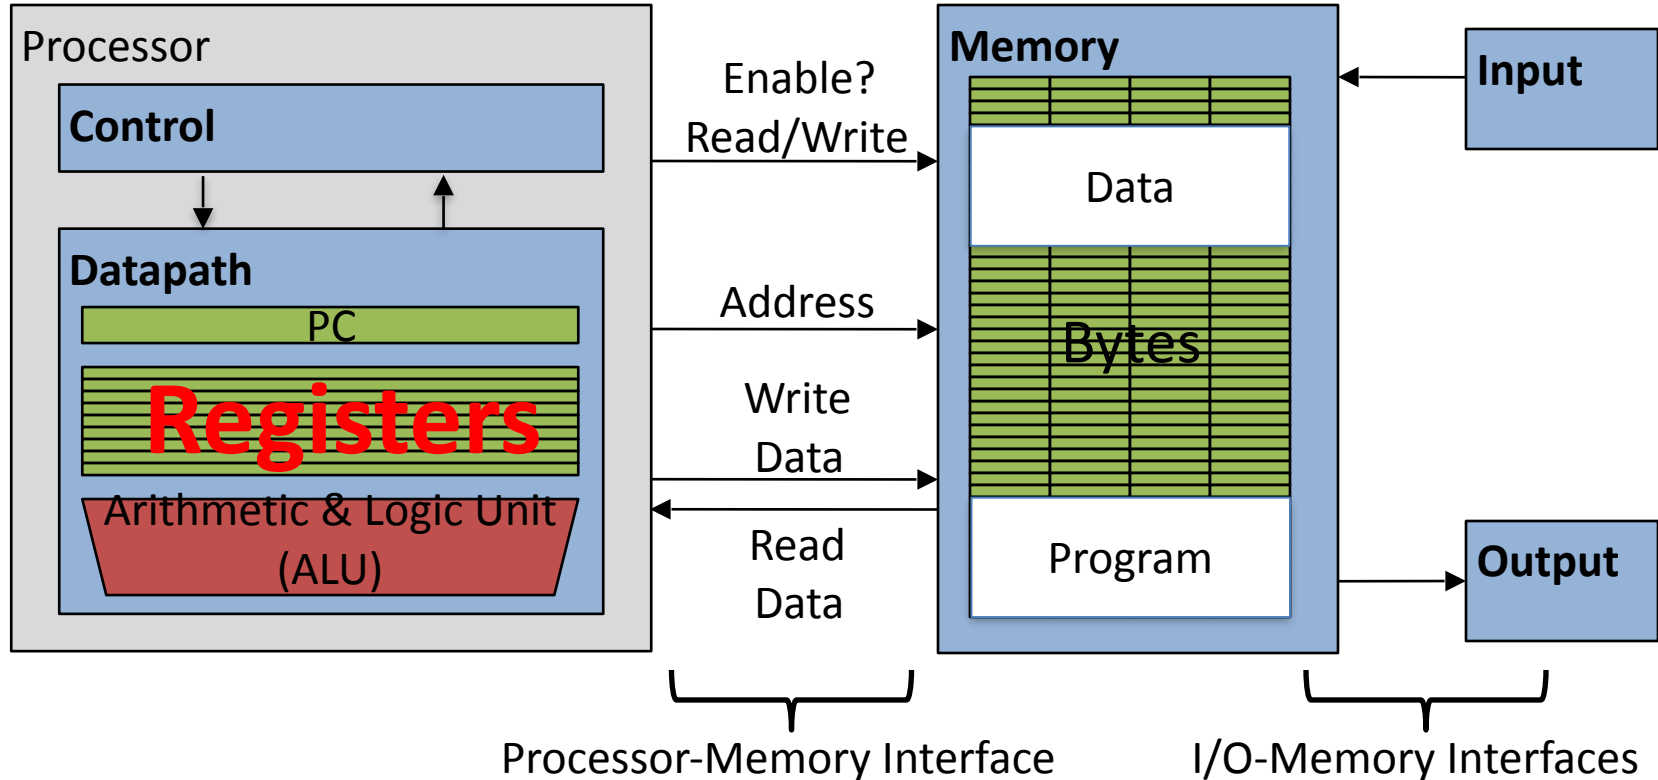 Processor
Control
Datapath
PC
Registers
Arithmetic & Logic Unit
(ALU)
Enable?
Read/Write
Address
Write
Data
Read
Data
Memory
Data
Bytes
Program
Input
Output
Processor-Memory Interface
I/O-Memory Interfaces